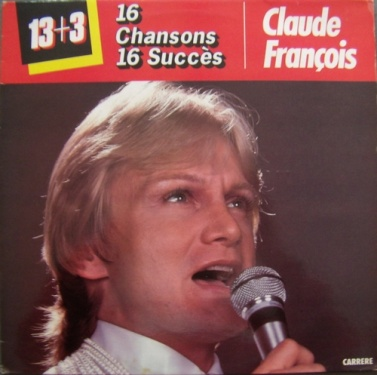 13+3
16
Chansons
16 Succès
Claude
François
CARRERE